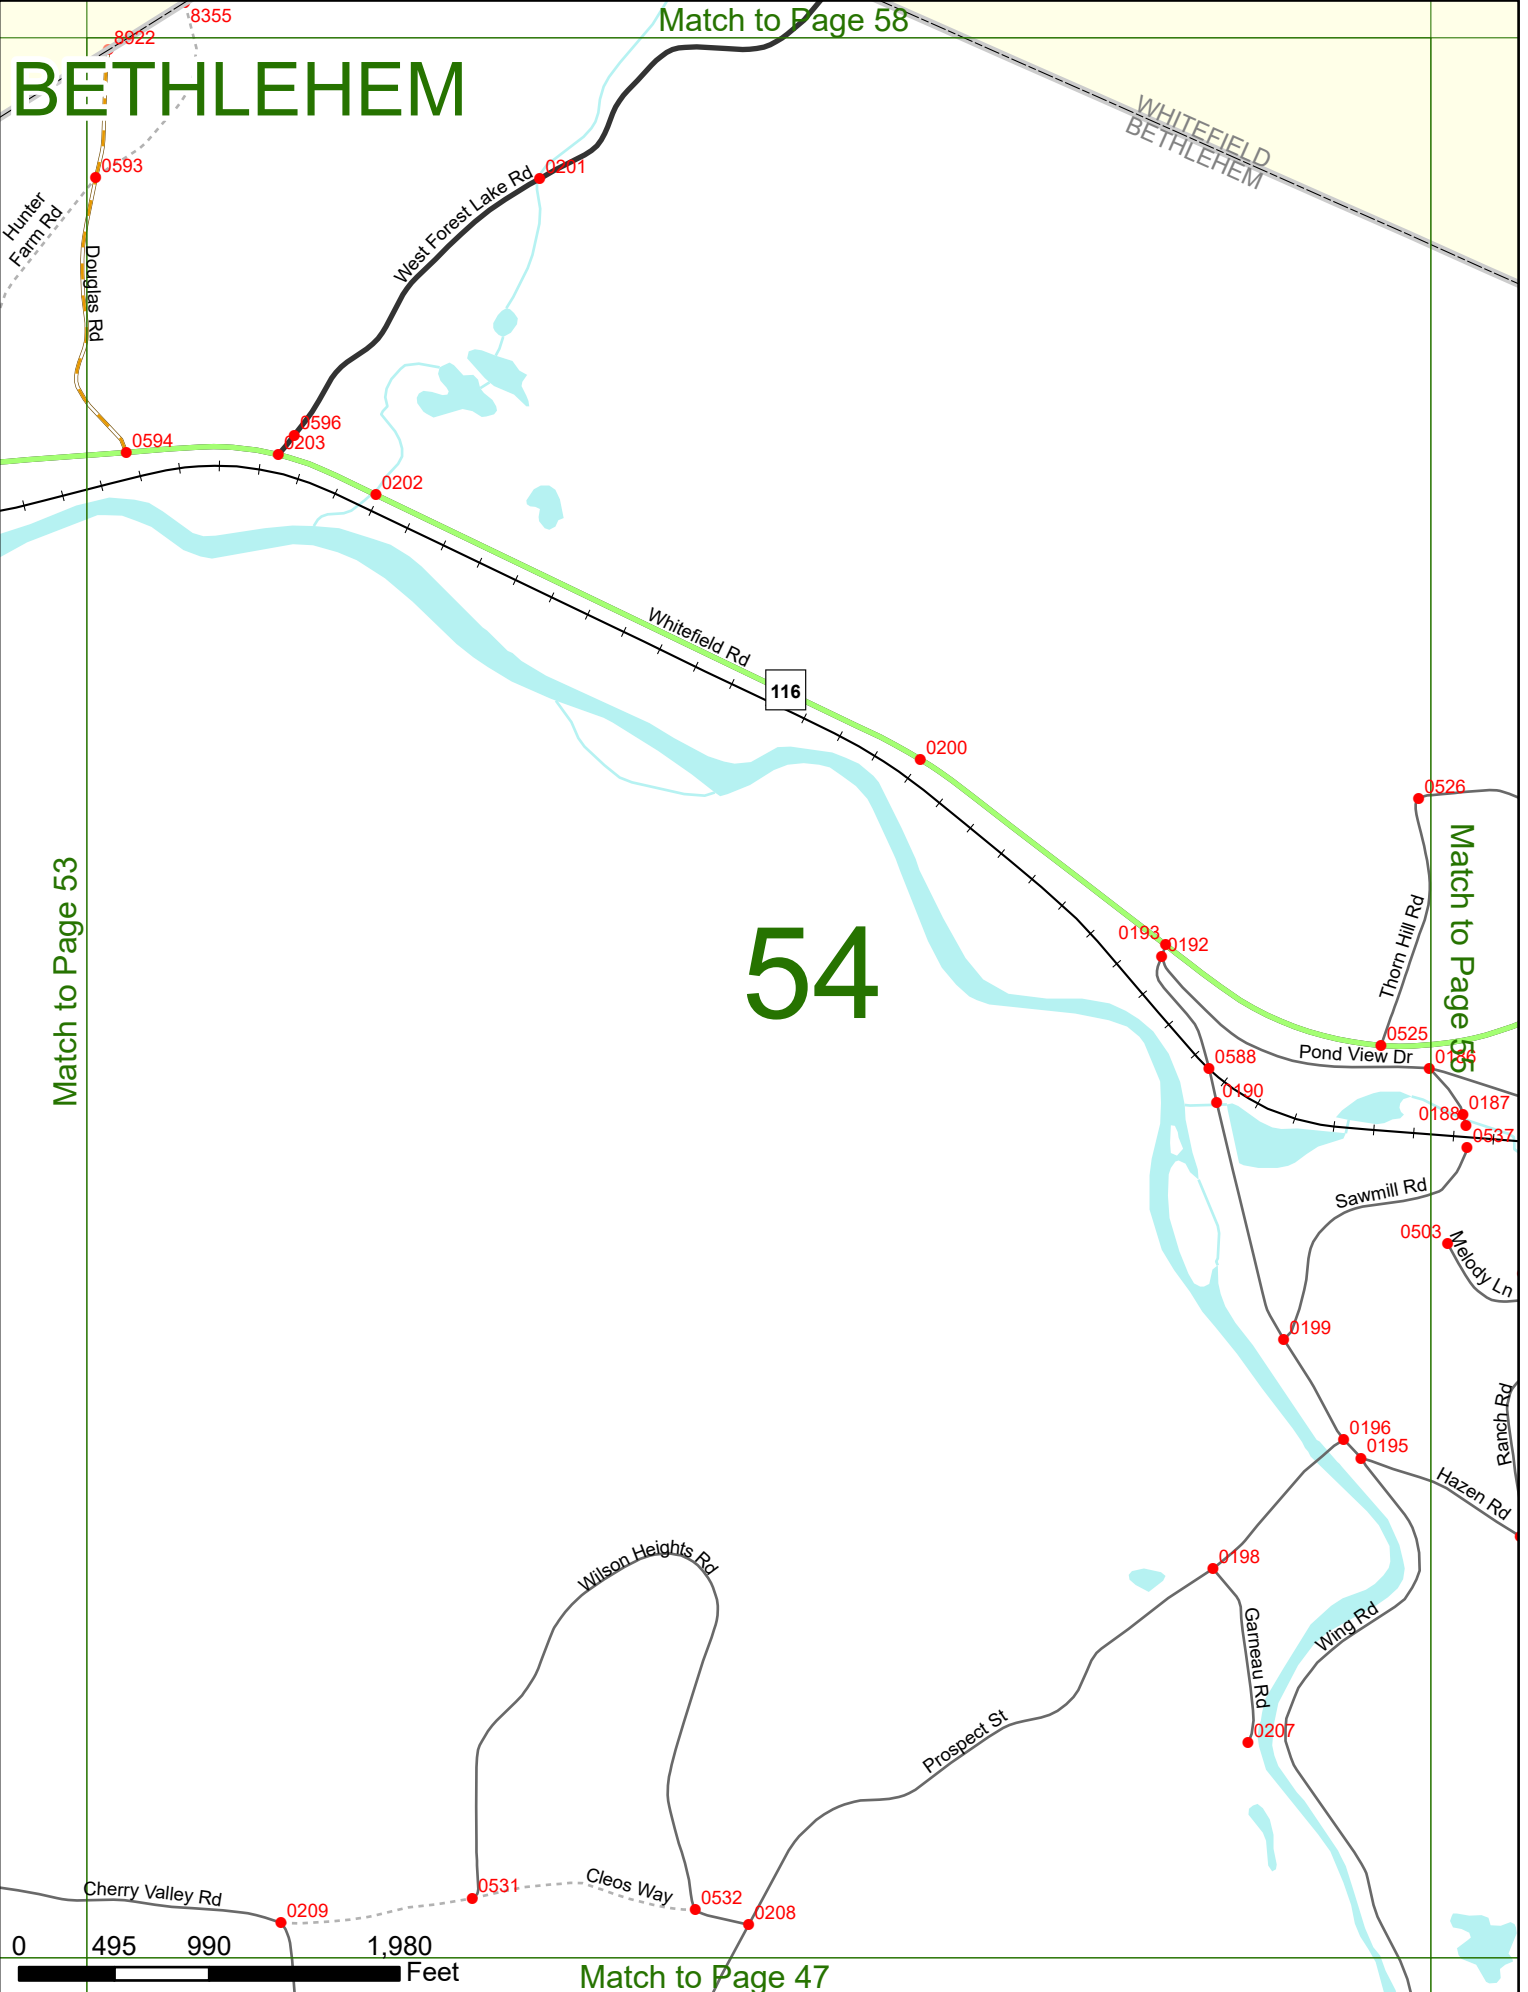 8355
Match to Page 58
8922
BETHLEHEM
WHITEFIELD
BETHLEHEM
0593
0201
Hunter
Farm Rd
West Forest Lake Rd
Douglas Rd
0596
0594
0203
0202
Whitefield Rd
116
0200
0526
Match to Page 53
Match to Page 55
54
Thorn Hill Rd
0193
0192
0525
Pond View Dr
0186
0588
0190
0187
0188
0537
Sawmill Rd
0503
Melody Ln
0199
Ranch Rd
0196
0195
Hazen Rd
Wilson Heights Rd
0198
Garneau Rd
Wing Rd
Prospect St
0207
Cherry Valley Rd
Cleos Way
0531
0532
0209
0208
0 495 990 1,980
Feet
Match to Page 47